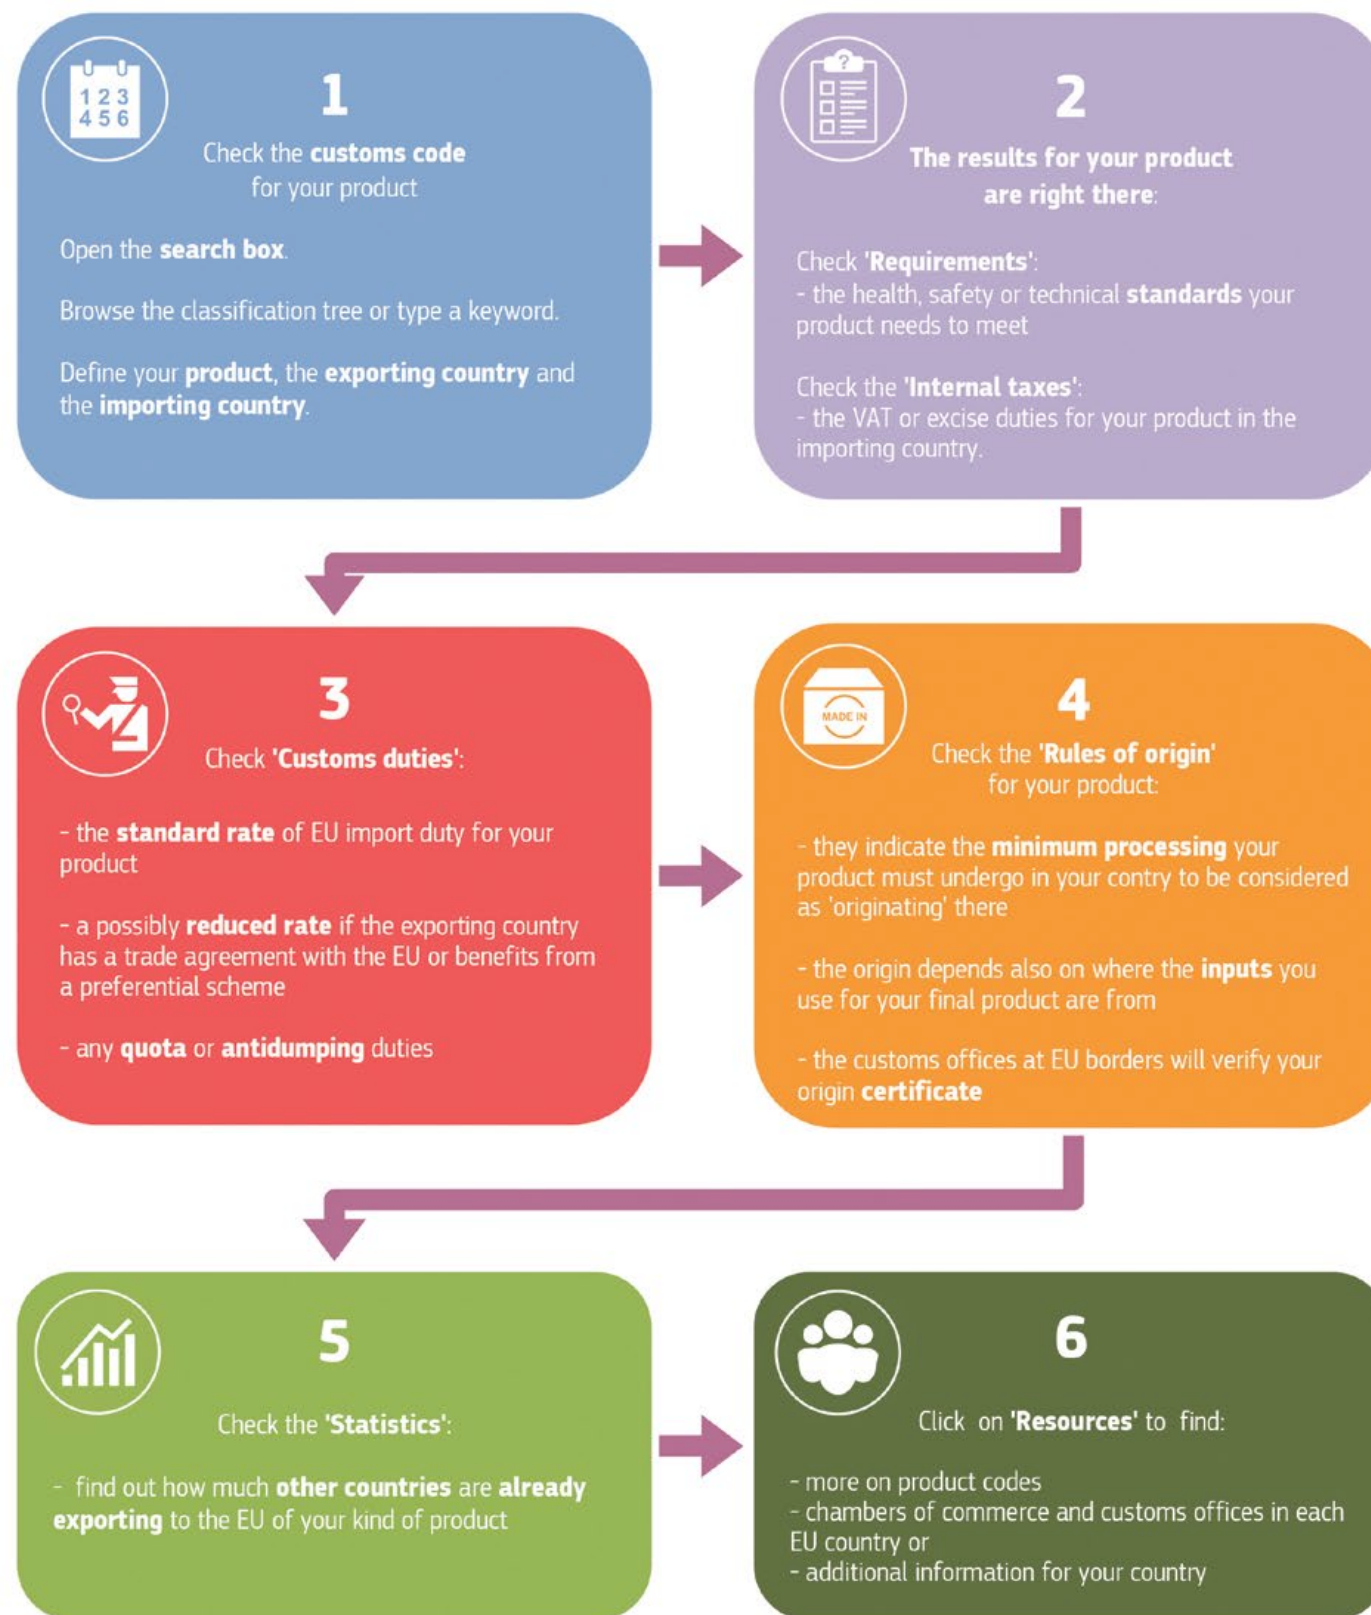 1 2 3
4 5 6
1
Check the customs code
for your product
Open the search box.
Browse the classification tree or type a keyword.
Define your product, the exporting country and
the importing country.
?
2
The results for your product
are right there:
Check 'Requirements':
- the health, safety or technical standards your
product needs to meet
Check the 'Internal taxes':
- the VAT or excise duties for your product in the
importing country.
3
Check 'Customs duties':
- the standard rate of EU import duty for your
product
- a possibly reduced rate if the exporting country
has a trade agreement with the EU or benefits from
a preferential scheme
- any quota or antidumping duties
MADE IN
4
Check the 'Rules of origin'
for your product:
- they indicate the minimum processing your
product must undergo in your contry to be considered
as 'originating' there
- the origin depends also on where the inputs you
use for your final product are from
- the customs offices at EU borders will verify your
origin certificate
5
Check the 'Statistics':
- find out how much other countries are already
exporting to the EU of your kind of product
6
Click on 'Resources' to find:
- more on product codes
- chambers of commerce and customs offices in each
EU country or
- additional information for your country